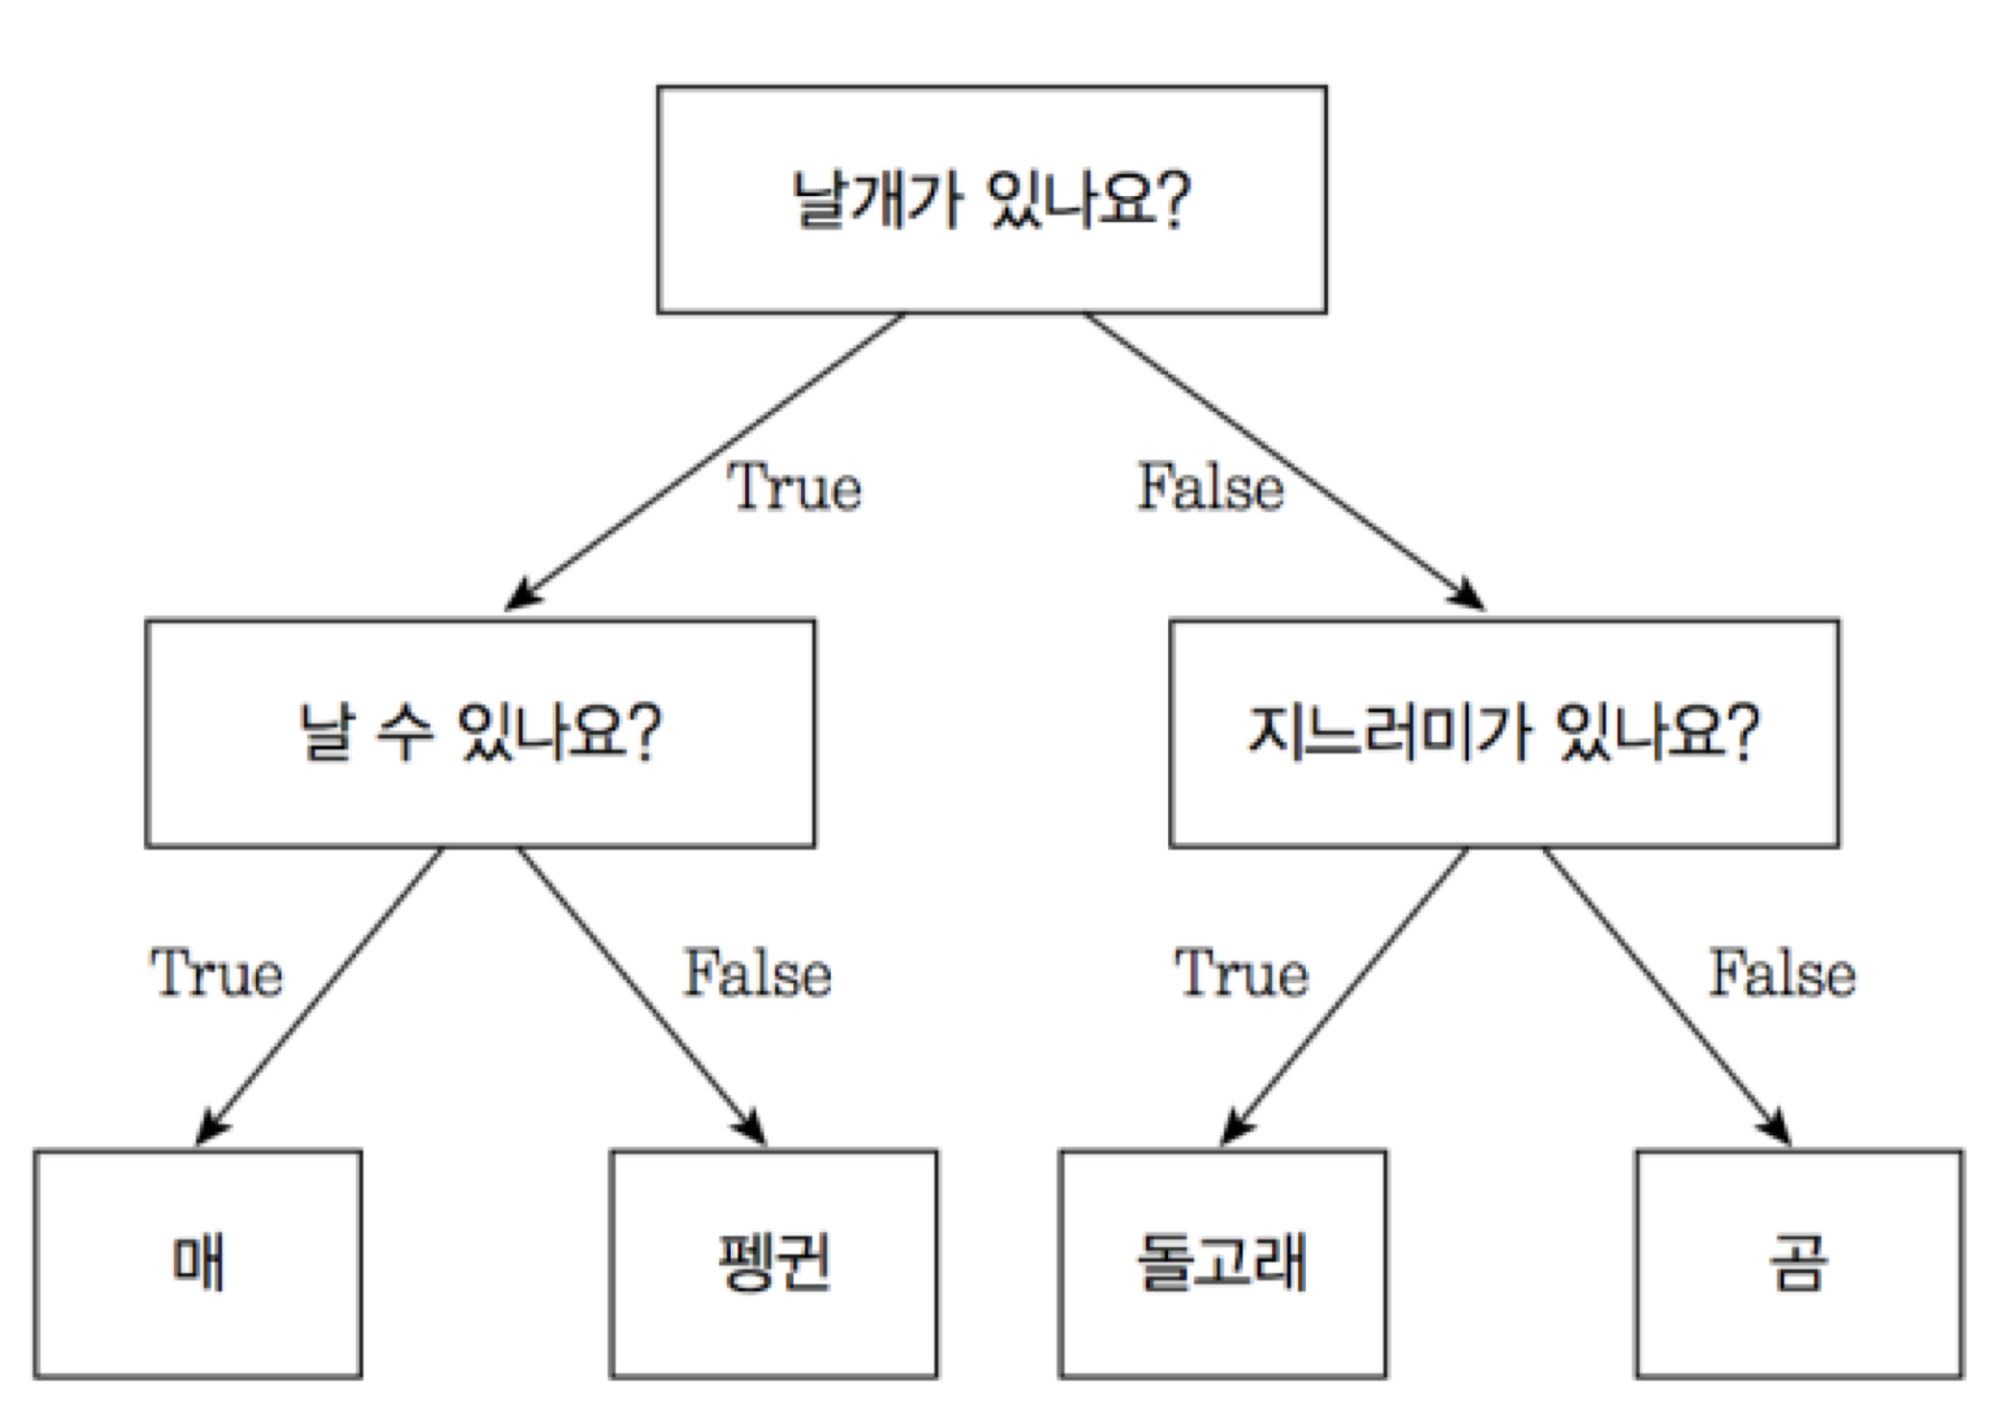 날개가 있나요?
True
False
날 수 있나요?
지느러미가 있나요?
True
False
True
False
매
펭귄
돌고래
곰